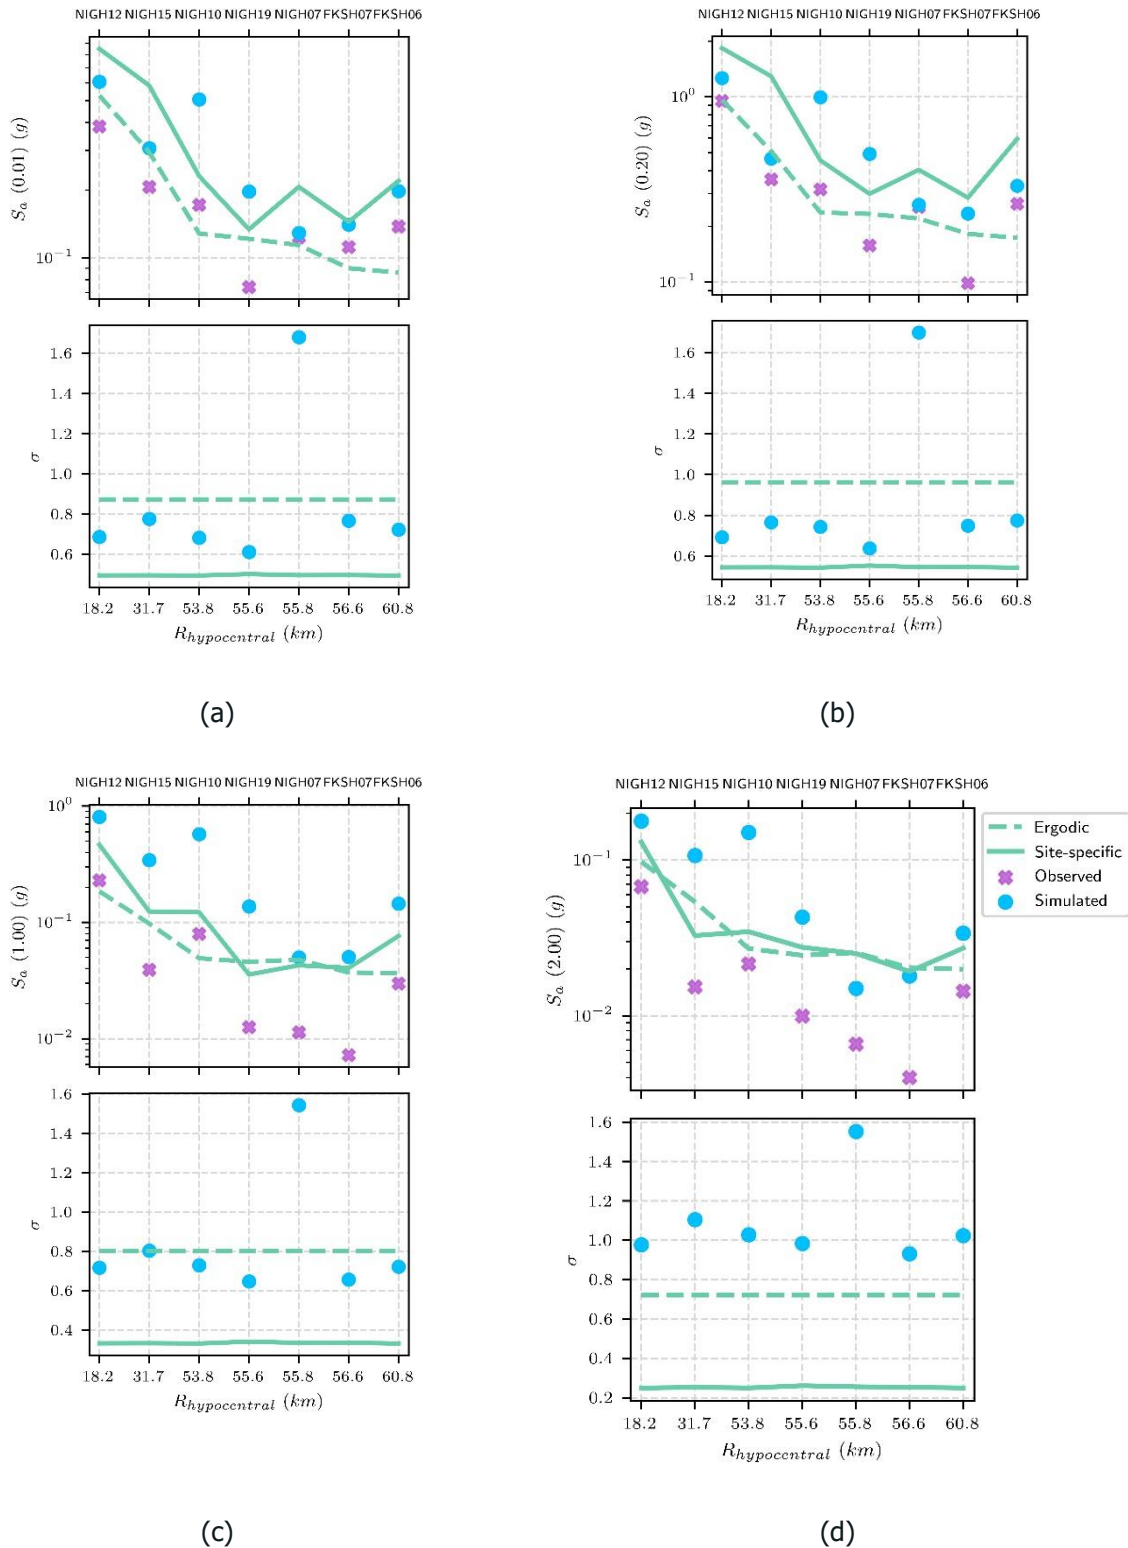 NIGH12 NIGH15 NIGH10 NIGH19 NIGH07 FKSH07 FKSH06
S_a (0.01) (g)
10^{-1}
σ
1.6
1.4
1.2
1.0
0.8
0.6
18.2 31.7 53.8 55.6 55.8 56.6 60.8
R_{hypocentral} (km)
(a)
NIGH12 NIGH15 NIGH10 NIGH19 NIGH07 FKSH07 FKSH06
S_a (0.20) (g)
10^0
10^{-1}
σ
1.6
1.4
1.2
1.0
0.8
0.6
18.2 31.7 53.8 55.6 55.8 56.6 60.8
R_{hypocentral} (km)
(b)
NIGH12 NIGH15 NIGH10 NIGH19 NIGH07 FKSH07 FKSH06
S_a (1.00) (g)
10^0
10^{-1}
10^{-2}
σ
1.6
1.4
1.2
1.0
0.8
0.6
0.4
18.2 31.7 53.8 55.6 55.8 56.6 60.8
R_{hypocentral} (km)
(c)
NIGH12 NIGH15 NIGH10 NIGH19 NIGH07 FKSH07 FKSH06
S_a (2.00) (g)
10^{-1}
10^{-2}
Ergodic
Site-specific
Observed
Simulated
σ
1.6
1.4
1.2
1.0
0.8
0.6
0.4
0.2
18.2 31.7 53.8 55.6 55.8 56.6 60.8
R_{hypocentral} (km)
(d)